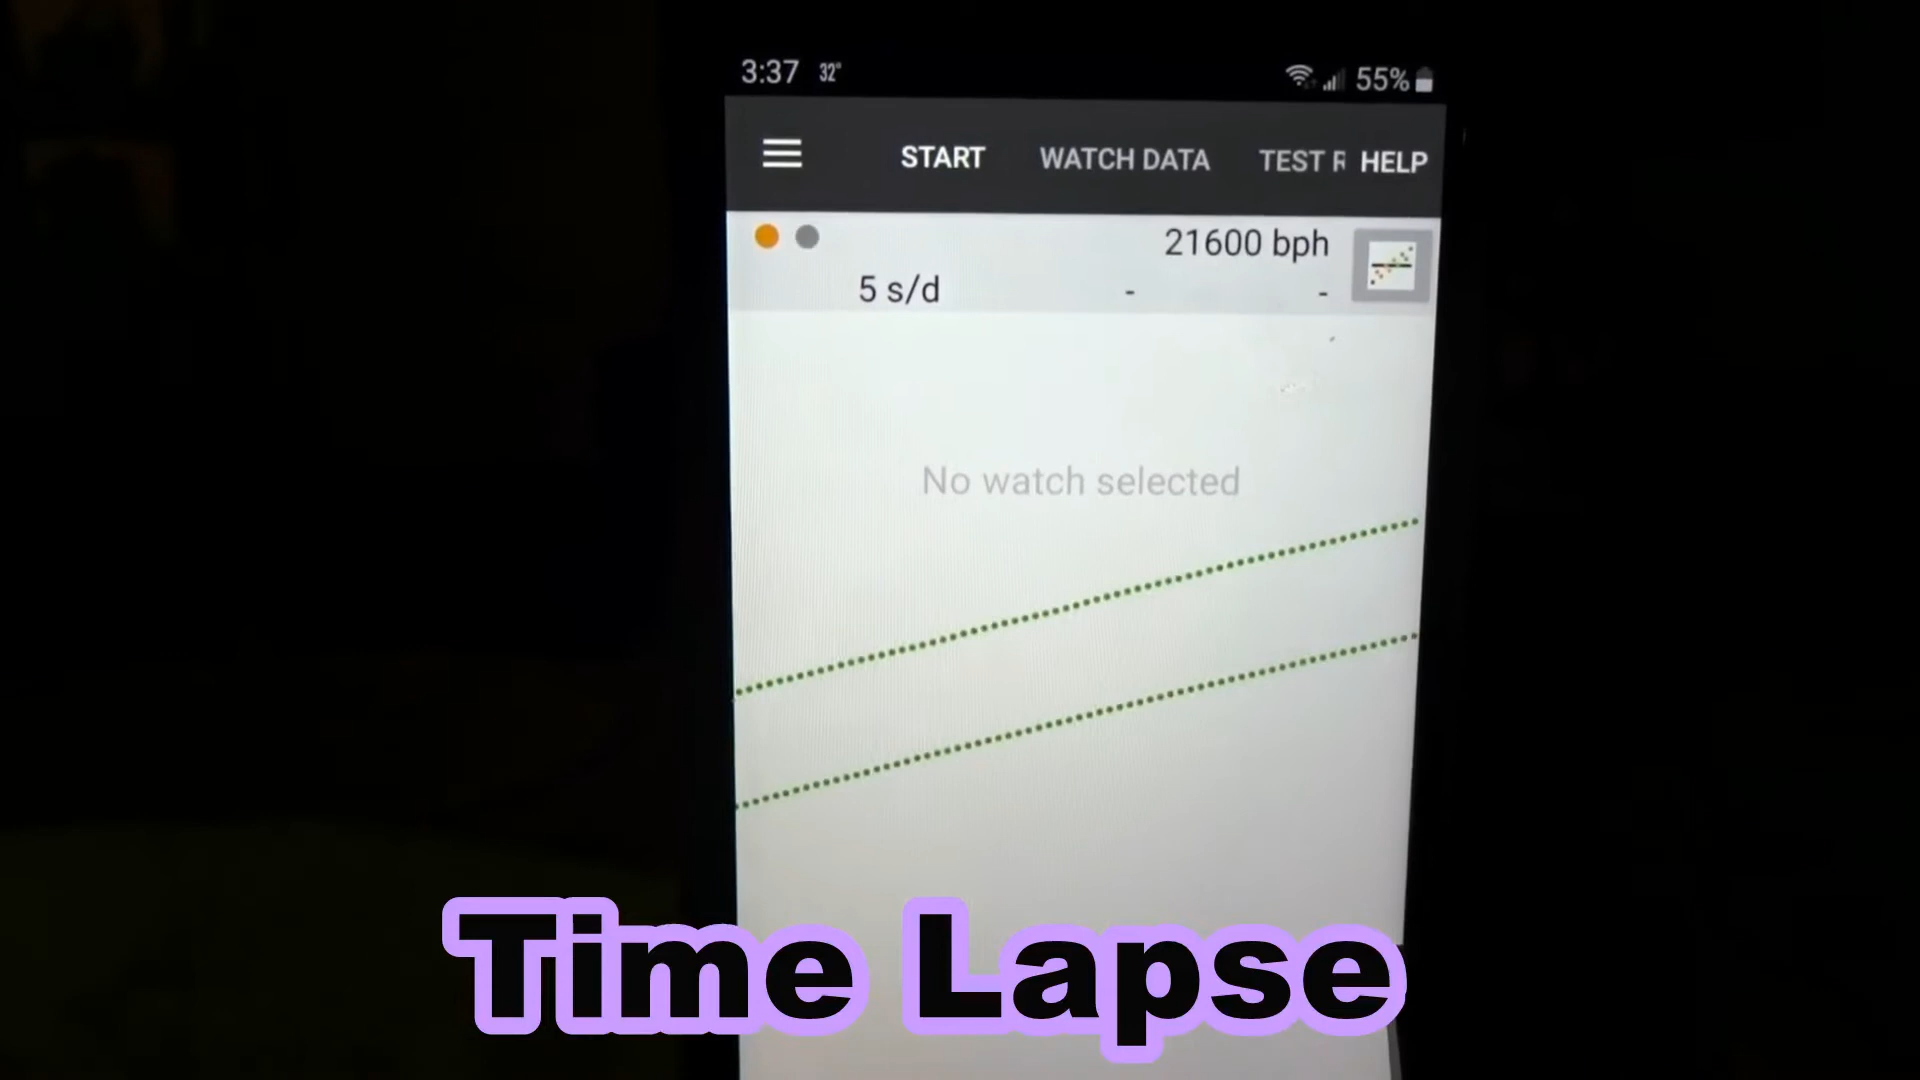 3:37 32° 55%
START WATCH DATA TEST R HELP
21600 bph
5 s/d - -
No watch selected
Time Lapse